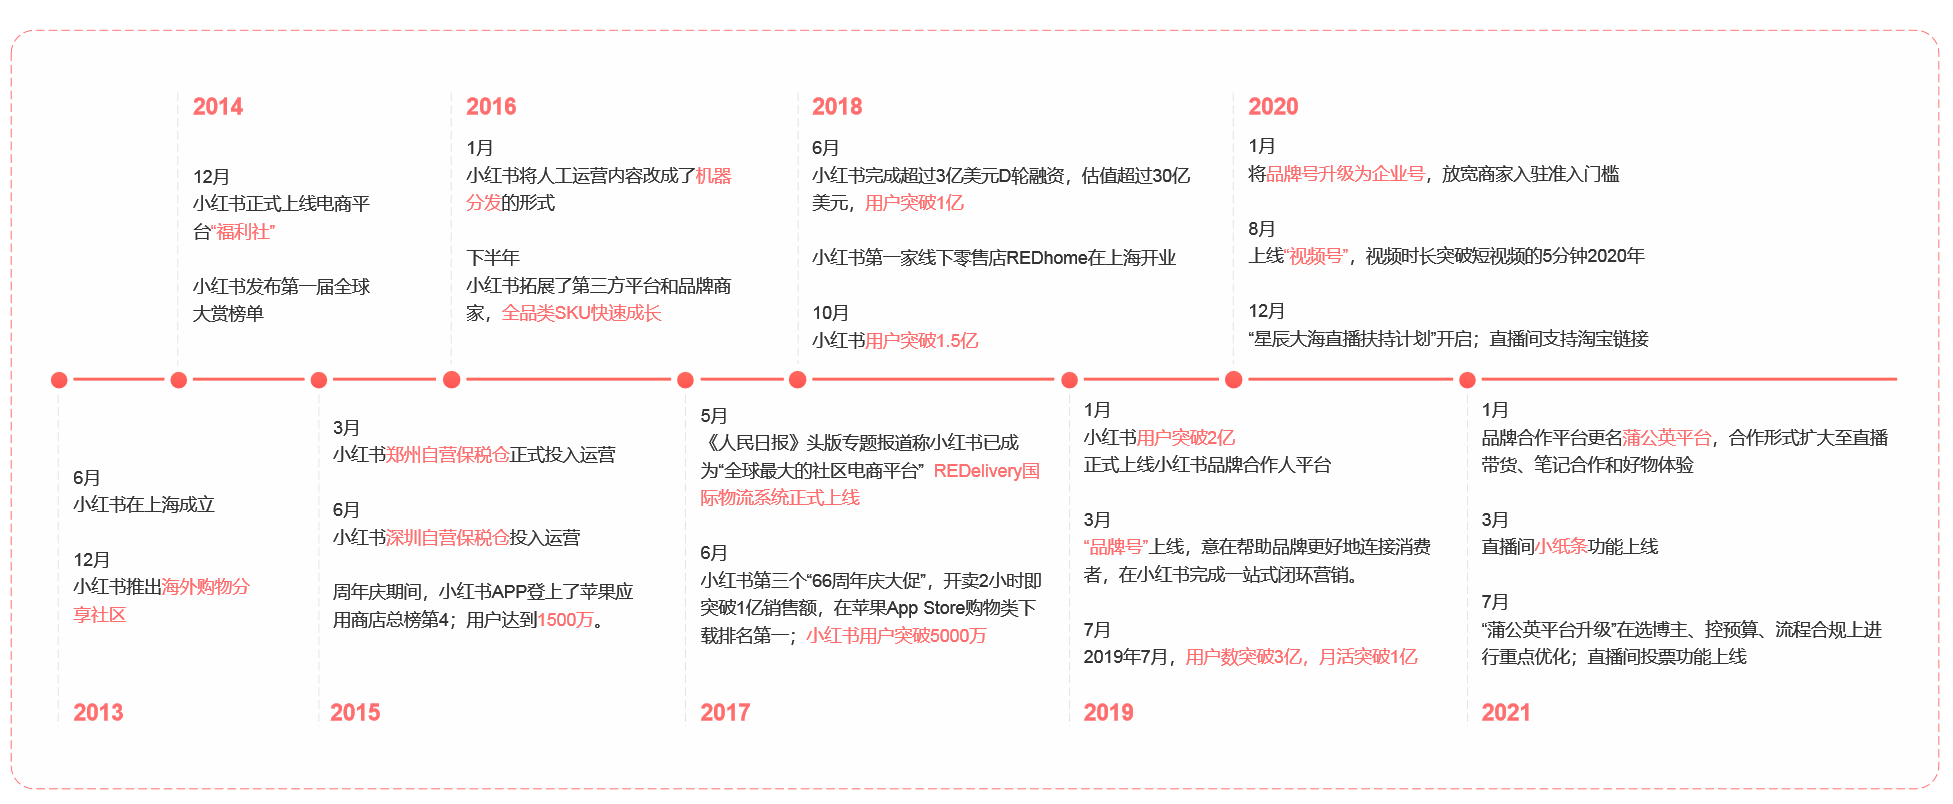 2014
12月
小红书正式上线电商平
台“福利社”
小红书发布第一届全球
大赏榜单
2016
1月
小红书将人工运营内容改成了机器
分发的形式
下半年
小红书拓展了第三方平台和品牌商
家，全品类SKU快速成长
2018
6月
小红书完成超过3亿美元D轮融资，估值超过30亿
美元，用户突破1亿
小红书第一家线下零售店REDhome在上海开业
10月
小红书用户突破1.5亿
2020
1月
将品牌号升级为企业号，放宽商家入驻准入门槛
8月
上线“视频号”，视频时长突破短视频的5分钟2020年
12月
“星辰大海直播扶持计划”开启；直播间支持淘宝链接
6月
小红书在上海成立
12月
小红书推出海外购物分
享社区
2013
3月
小红书郑州自营保税仓正式投入运营
6月
小红书深圳自营保税仓投入运营
周年庆期间，小红书APP登上了苹果应
用商店总榜第4；用户达到1500万。
2015
5月
《人民日报》头版专题报道称小红书已成
为“全球最大的社区电商平台” REDelivery国
际物流系统正式上线
6月
小红书第三个“66周年庆大促”，开卖2小时即
突破1亿销售额，在苹果App Store购物类下
载排名第一；小红书用户突破5000万
2017
1月
小红书用户突破2亿
正式上线小红书品牌合作人平台
3月
“品牌号”上线，意在帮助品牌更好地连接消费
者，在小红书完成一站式闭环营销。
7月
2019年7月，用户数突破3亿，月活突破1亿
2019
1月
品牌合作平台更名蒲公英平台，合作形式扩大至直播
带货、笔记合作和好物体验
3月
直播间小纸条功能上线
7月
“蒲公英平台升级”在选博主、控预算、流程合规上进
行重点优化；直播间投票功能上线
2021